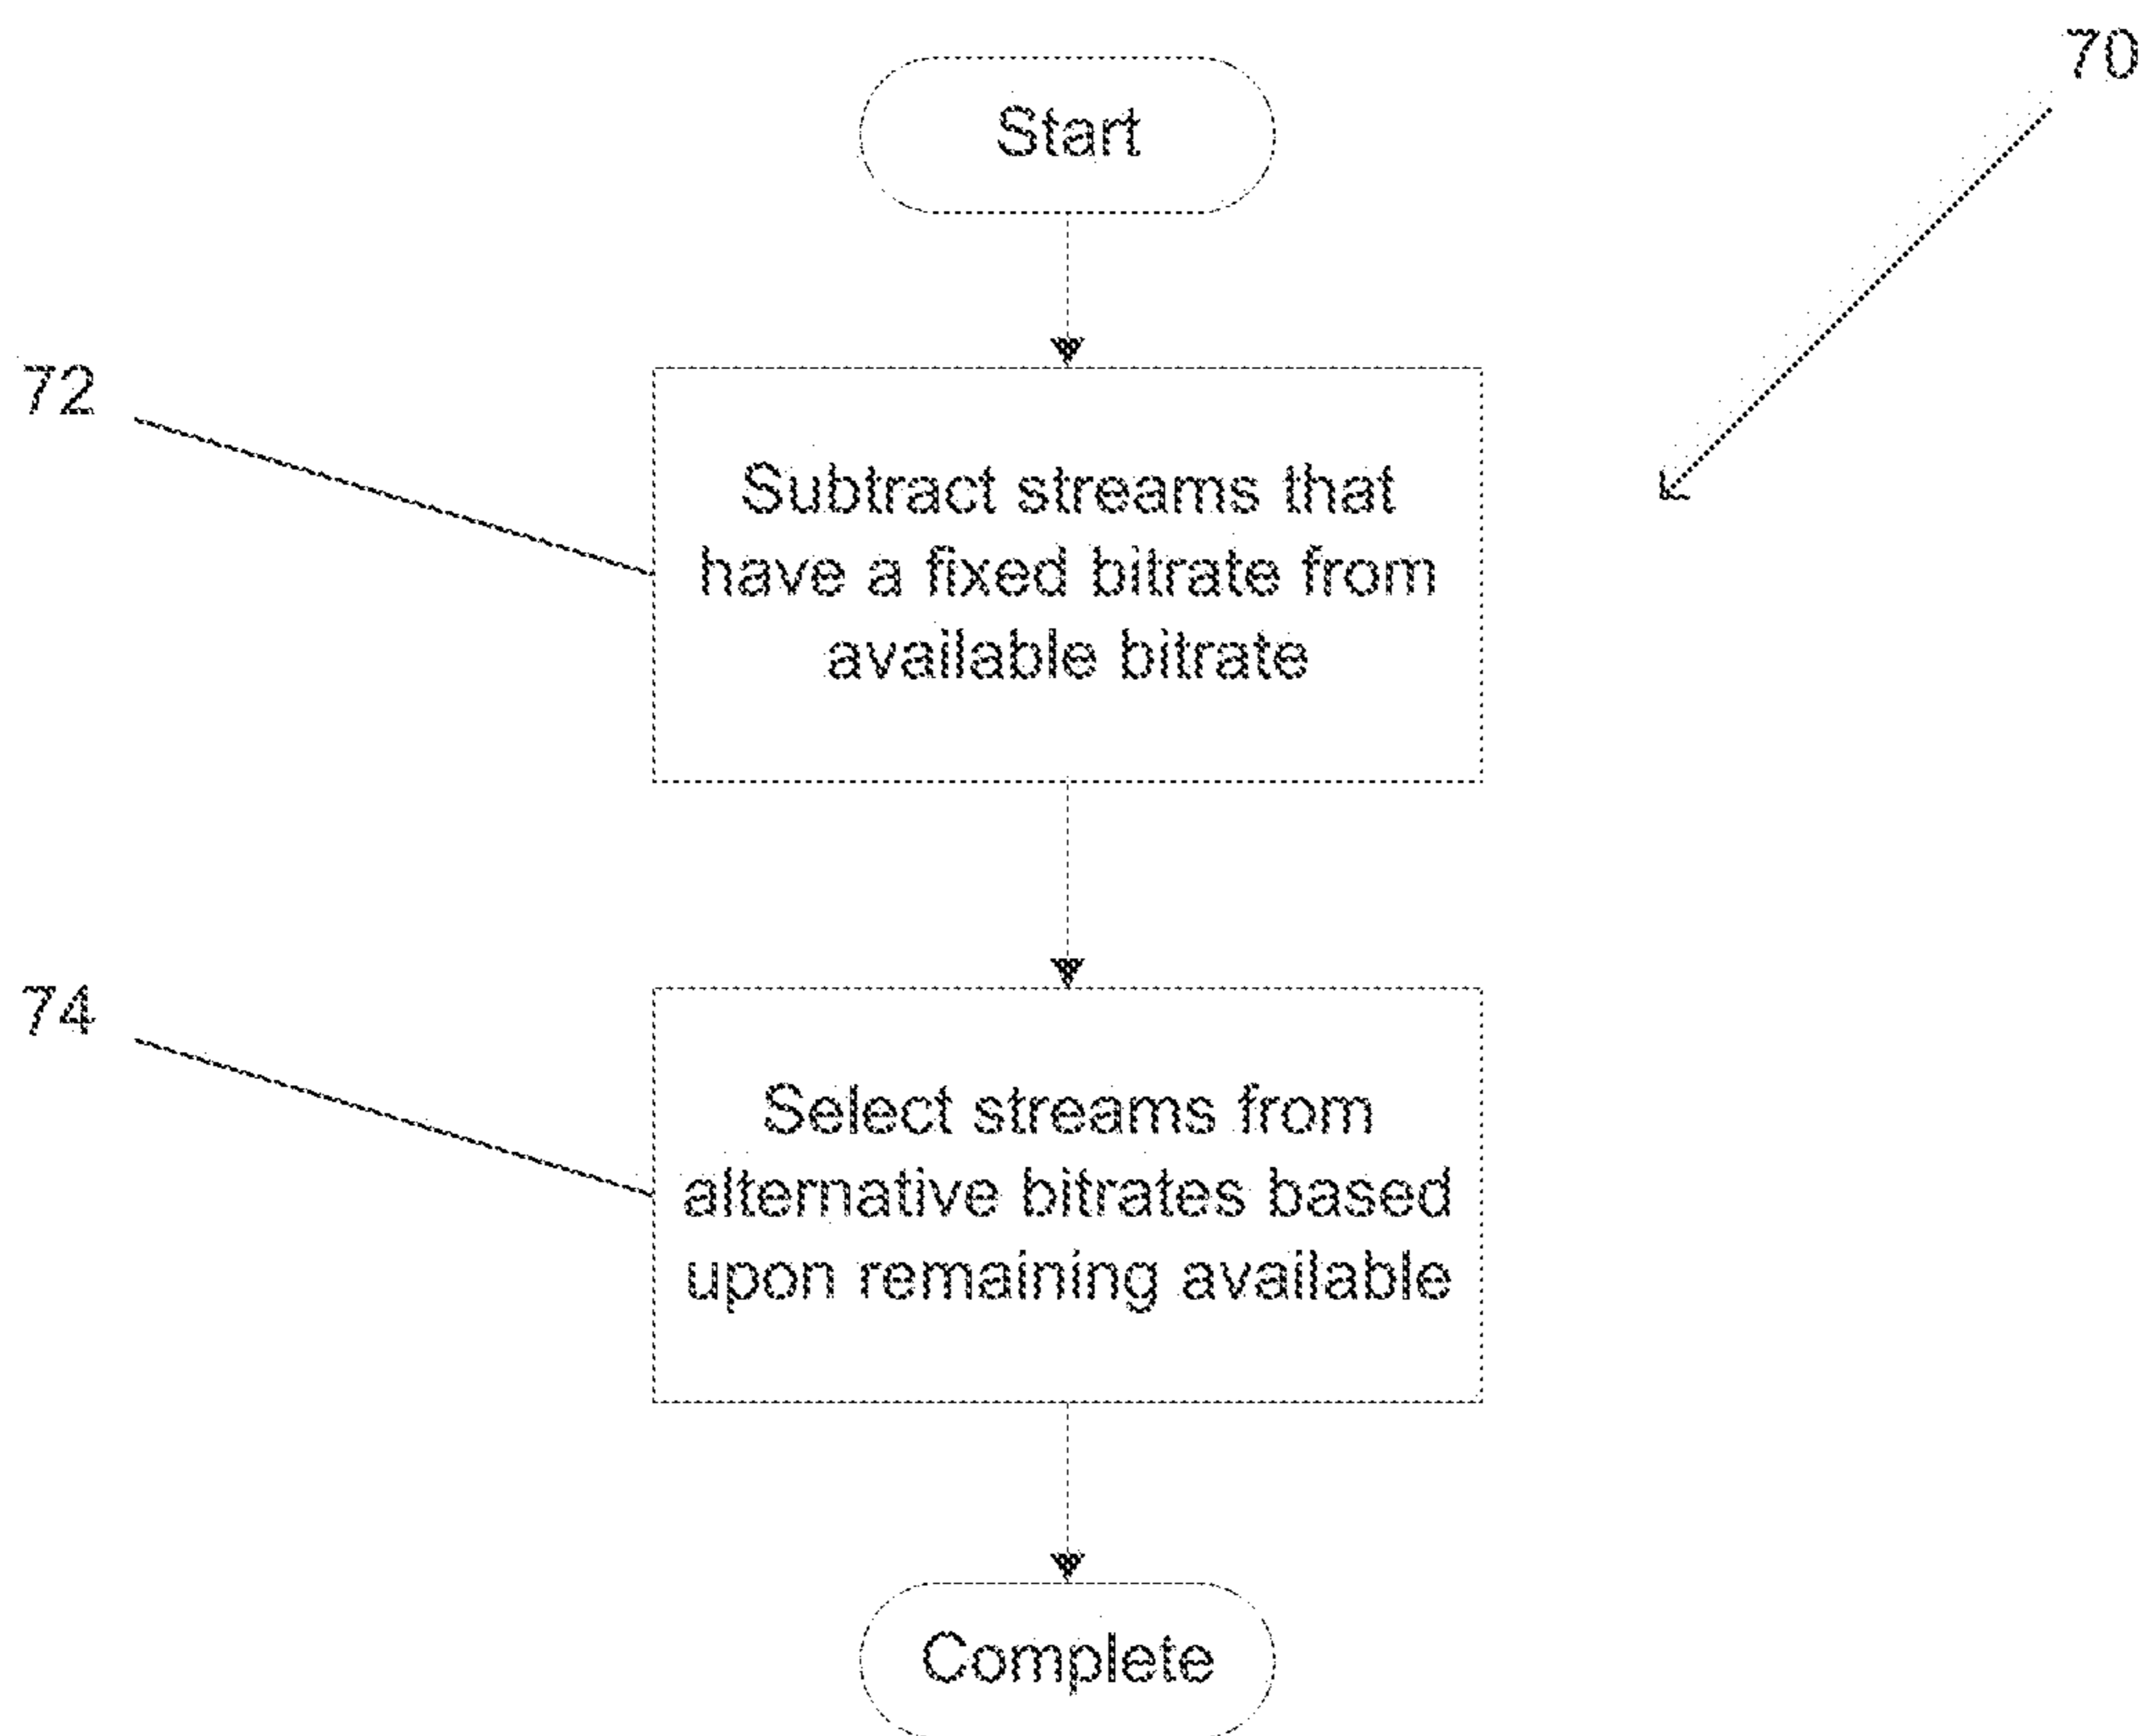 70
Start
72
Subtract streams that
have a fixed bitrate from
available bitrate
74
Select streams from
alternative bitrates based
upon remaining available
Complete